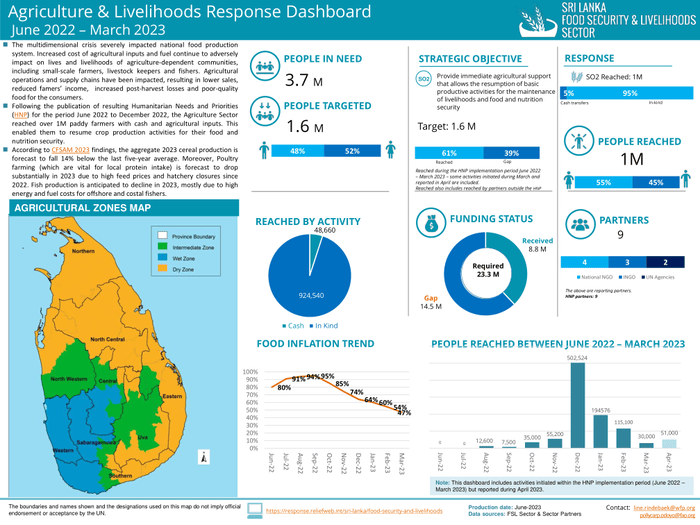 Agriculture & Livelihoods Response Dashboard
June 2022 – March 2023
SRI LANKA
FOOD SECURITY & LIVELIHOODS
SECTOR
The multidimensional crisis severely impacted national food production
system. Increased cost of agricultural inputs and fuel continue to adversely
impact on lives and livelihoods of agriculture-dependent communities,
including small-scale farmers, livestock keepers and fishers. Agricultural
operations and supply chains have been impacted, resulting in lower sales,
reduced farmers' income, increased post-harvest losses and poor-quality
food for the consumers.
Following the publication of resulting Humanitarian Needs and Priorities
(HNP) for the period June 2022 to December 2022, the Agriculture Sector
reached over 1M paddy farmers with cash and agricultural inputs. This
enabled them to resume crop production activities for their food and
nutrition security.
According to CFSAM 2023 findings, the aggregate 2023 cereal production is
forecast to fall 14% below the last five-year average. Moreover, Poultry
farming (which are vital for local protein intake) is forecast to drop
substantially in 2023 due to high feed prices and hatchery closures since
2022. Fish production is anticipated to decline in 2023, mostly due to high
energy and fuel costs for offshore and costal fishers.
AGRICULTURAL ZONES MAP
Province Boundary
Intermediate Zone
Wet Zone
Dry Zone
Northern
North Central
North Western
Central
Eastern
Western
Sabaragamuwa
Uva
Southern
PEOPLE IN NEED
3.7 M
PEOPLE TARGETED
1.6 M
48%
52%
STRATEGIC OBJECTIVE
SO2
Provide immediate agricultural support
that allows the resumption of basic
productive activities for the maintenance
of livelihoods and food and nutrition
security
Target: 1.6 M
61%
39%
Reached
Gap
Reached during the HNP implementation period June 2022
– March 2023 – some activities initiated during March and
reported in April are included.
Reached also includes reached by partners outside the HNP
RESPONSE
SO2 Reached: 1M
5%
95%
Cash transfers
In-kind
PEOPLE REACHED
1M
55%
45%
PARTNERS
9
4
3
2
National NGO
INGO
UN Agencies
The above are reporting partners.
HNP partners: 9
REACHED BY ACTIVITY
48,660
924,540
Cash
In Kind
FUNDING STATUS
Received
8.8 M
Required
23.3 M
Gap
14.5 M
FOOD INFLATION TREND
100%
90%
80%
70%
60%
50%
40%
30%
20%
10%
0%
80%
91%
94%
95%
85%
74%
64%
60%
54%
47%
Jun-22
Jul-22
Aug-22
Sep-22
Oct-22
Nov-22
Dec-22
Jan-23
Feb-23
Mar-23
PEOPLE REACHED BETWEEN JUNE 2022 – MARCH 2023
0
0
12,600
7,500
35,000
55,200
502,524
194576
115,100
30,000
51,000
Jun-22
Jul-22
Aug-22
Sep-22
Oct-22
Nov-22
Dec-22
Jan-23
Feb-23
Mar-23
Apr-23
Note: This dashboard includes activities initiated within the HNP implementation period (June 2022 –
March 2023) but reported during April 2023.
The boundaries and names shown and the designations used on this map do not imply official
endorsement or acceptance by the UN.
https://response.reliefweb.int/sri-lanka/food-security-and-livelihoods
Production date: June-2023
Data sources: FSL Sector & Sector Partners
Contact: